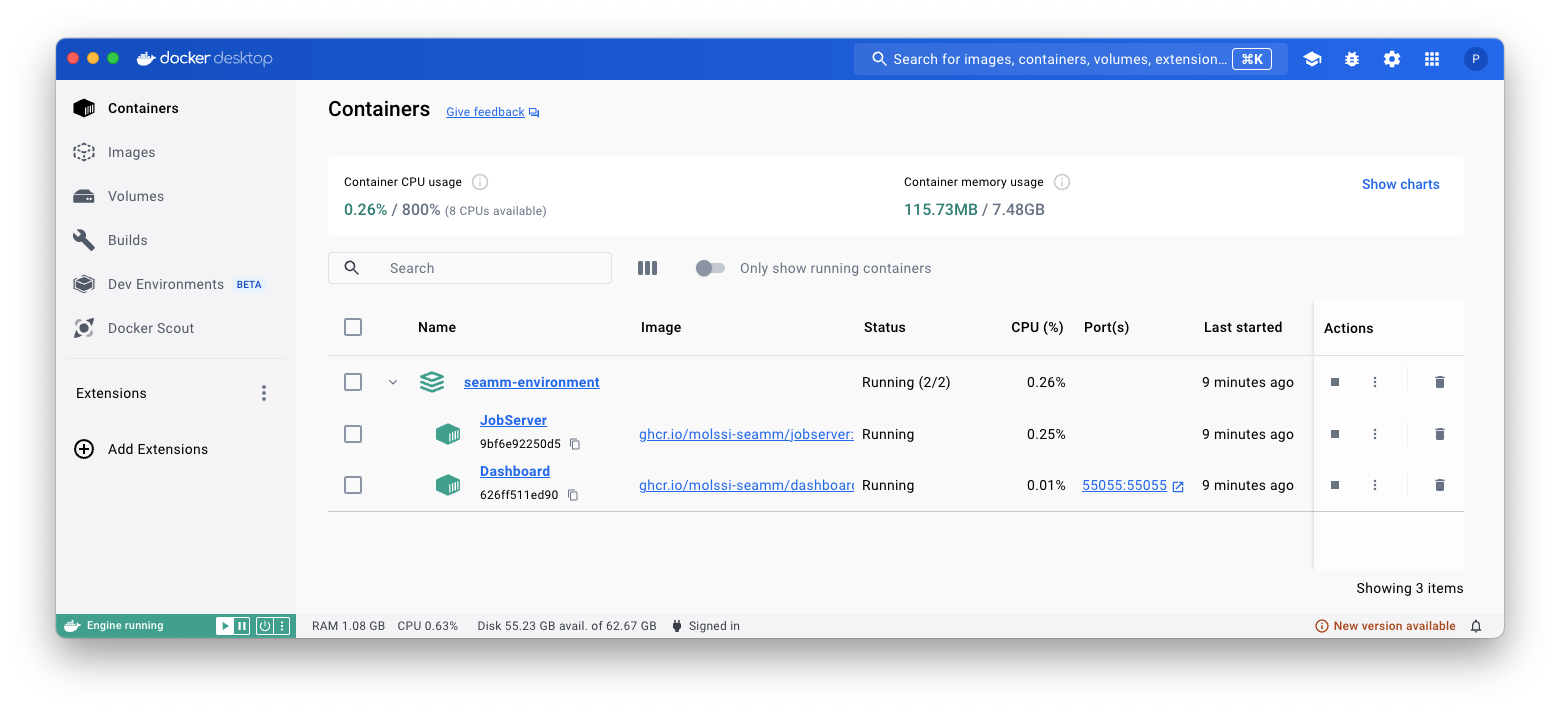 docker desktop
Search for images, containers, volumes, extension... ⌘K
P
Containers
Images
Volumes
Builds
Dev Environments BETA
Docker Scout
Extensions
Add Extensions
Containers Give feedback
Container CPU usage
0.26% / 800% (8 CPUs available)
Container memory usage
115.73MB / 7.48GB
Show charts
Search
Only show running containers
Name Image Status CPU (%) Port(s) Last started Actions
seamm-environment Running (2/2) 0.26% 9 minutes ago
JobServer
9bf6e92250d5 ghcr.io/molssi-seamm/jobserver: Running 0.25% 9 minutes ago
Dashboard
626ff511ed90 ghcr.io/molssi-seamm/dashboard Running 0.01% 55055:55055 9 minutes ago
Showing 3 items
Engine running
RAM 1.08 GB CPU 0.63% Disk 55.23 GB avail. of 62.67 GB Signed in
New version available